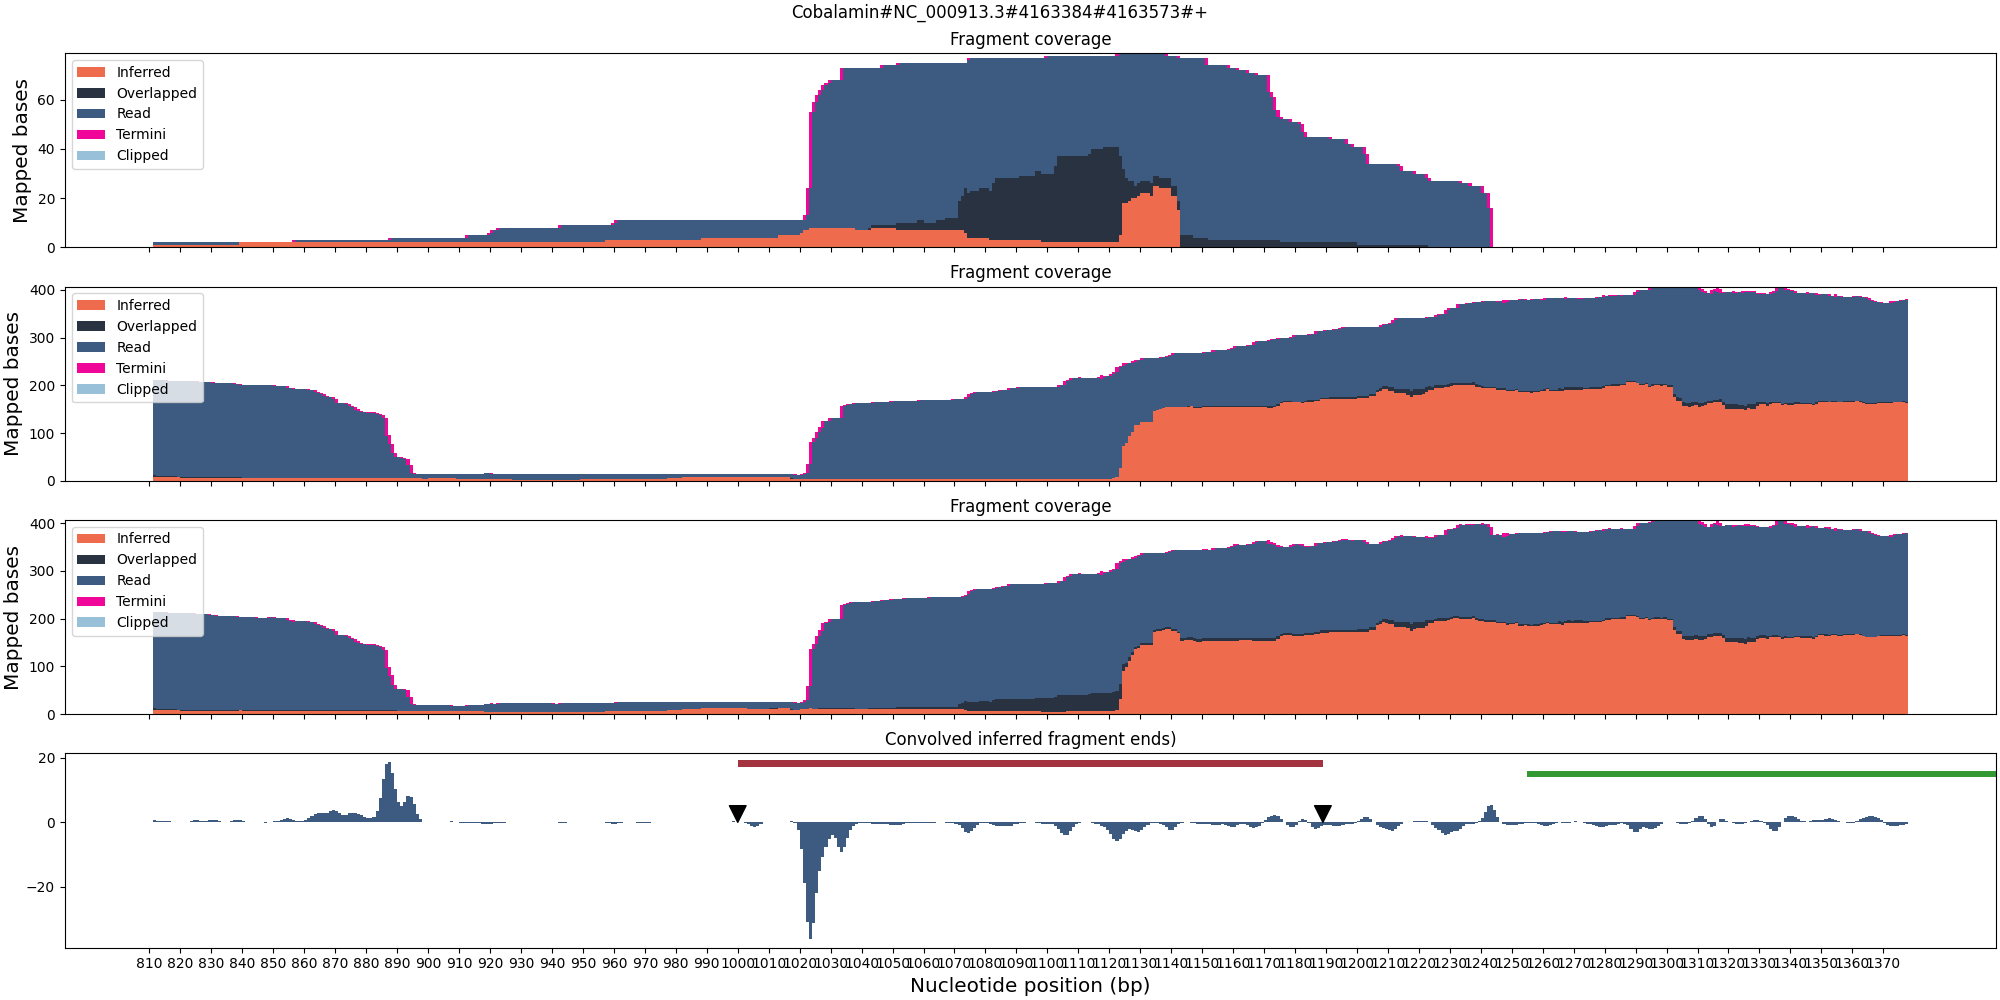 Cobalamin#NC_000913.3#4163384#4163573#+
Fragment coverage
Mapped bases
60
40
20
0
Inferred
Overlapped
Read
Termini
Clipped
Fragment coverage
Mapped bases
400
300
200
100
0
Inferred
Overlapped
Read
Termini
Clipped
Fragment coverage
Mapped bases
400
300
200
100
0
Inferred
Overlapped
Read
Termini
Clipped
Convolved inferred fragment ends)
20
0
−20
810 820 830 840 850 860 870 880 890 900 910 920 930 940 950 960 970 980 990 1000 1010 1020 1030 1040 1050 1060 1070 1080 1090 1100 1110 1120 1130 1140 1150 1160 1170 1180 1190 1200 1210 1220 1230 1240 1250 1260 1270 1280 1290 1300 1310 1320 1330 1340 1350 1360 1370
Nucleotide position (bp)